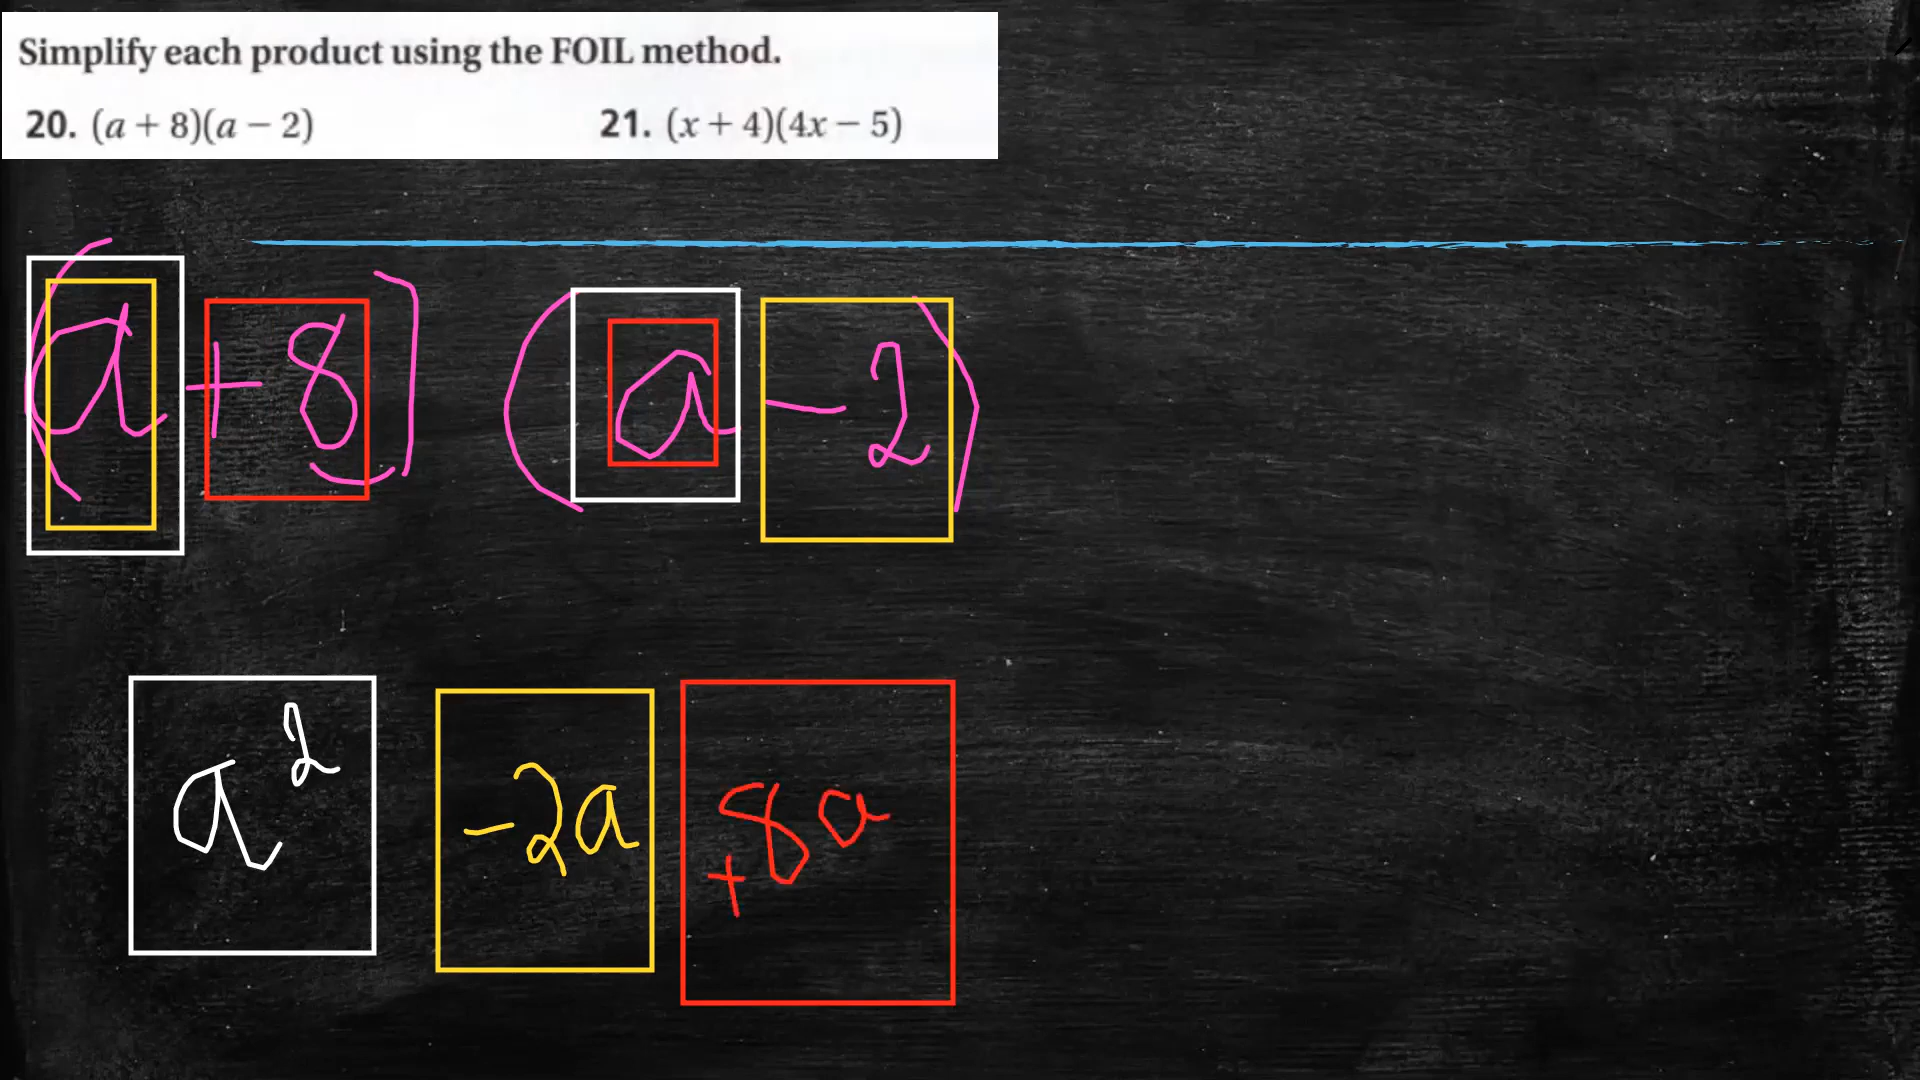 Simplify each product using the FOIL method.
20. (a + 8)(a − 2) 21. (x + 4)(4x − 5)
(a + 8) (a − 2)
a² −2a +8a